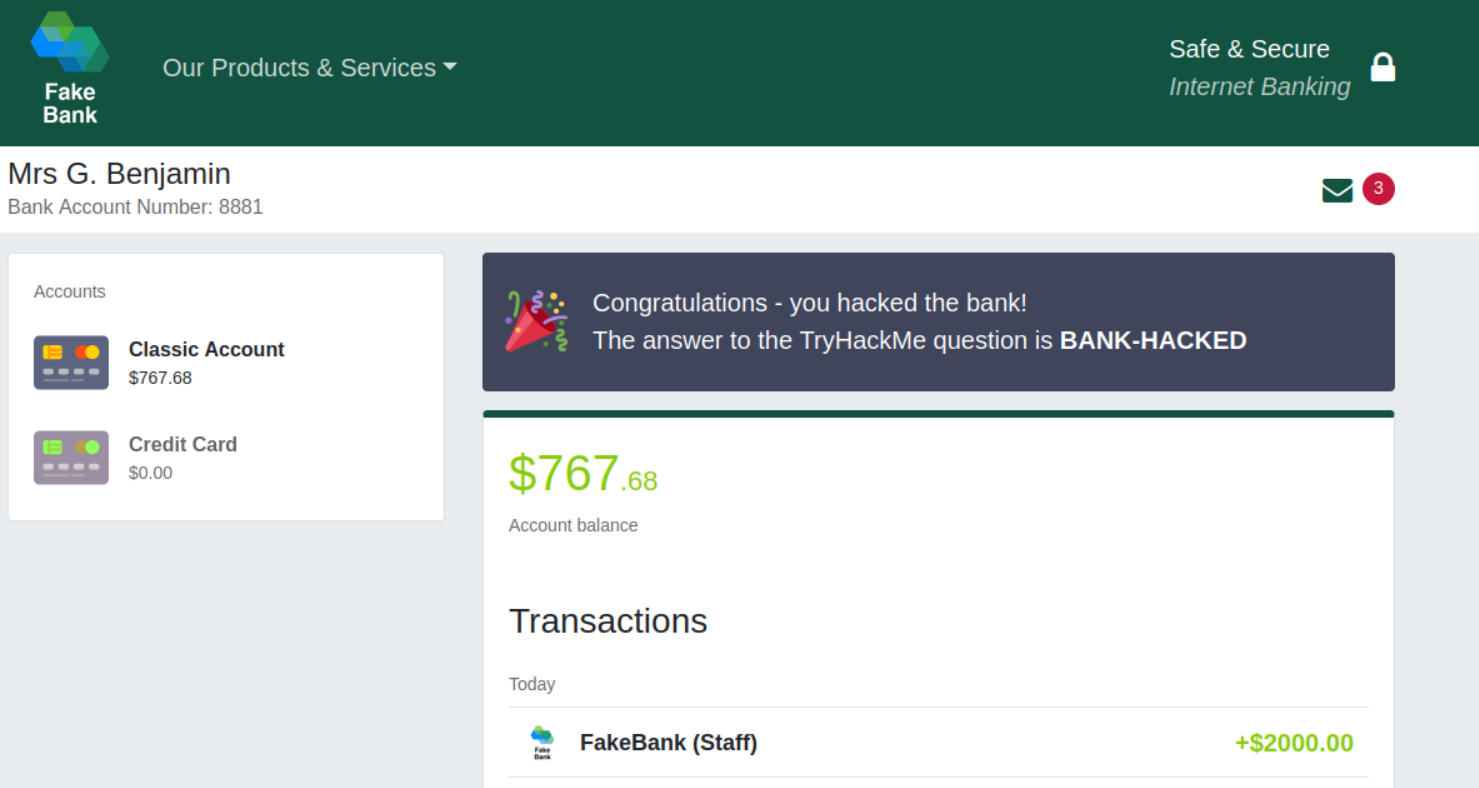 Fake
Bank
Our Products & Services
Safe & Secure
Internet Banking
Mrs G. Benjamin
Bank Account Number: 8881
3
Accounts
Classic Account
$767.68
Credit Card
$0.00
Congratulations - you hacked the bank!
The answer to the TryHackMe question is BANK-HACKED
$767.68
Account balance
Transactions
Today
Fake
Bank
FakeBank (Staff) +$2000.00